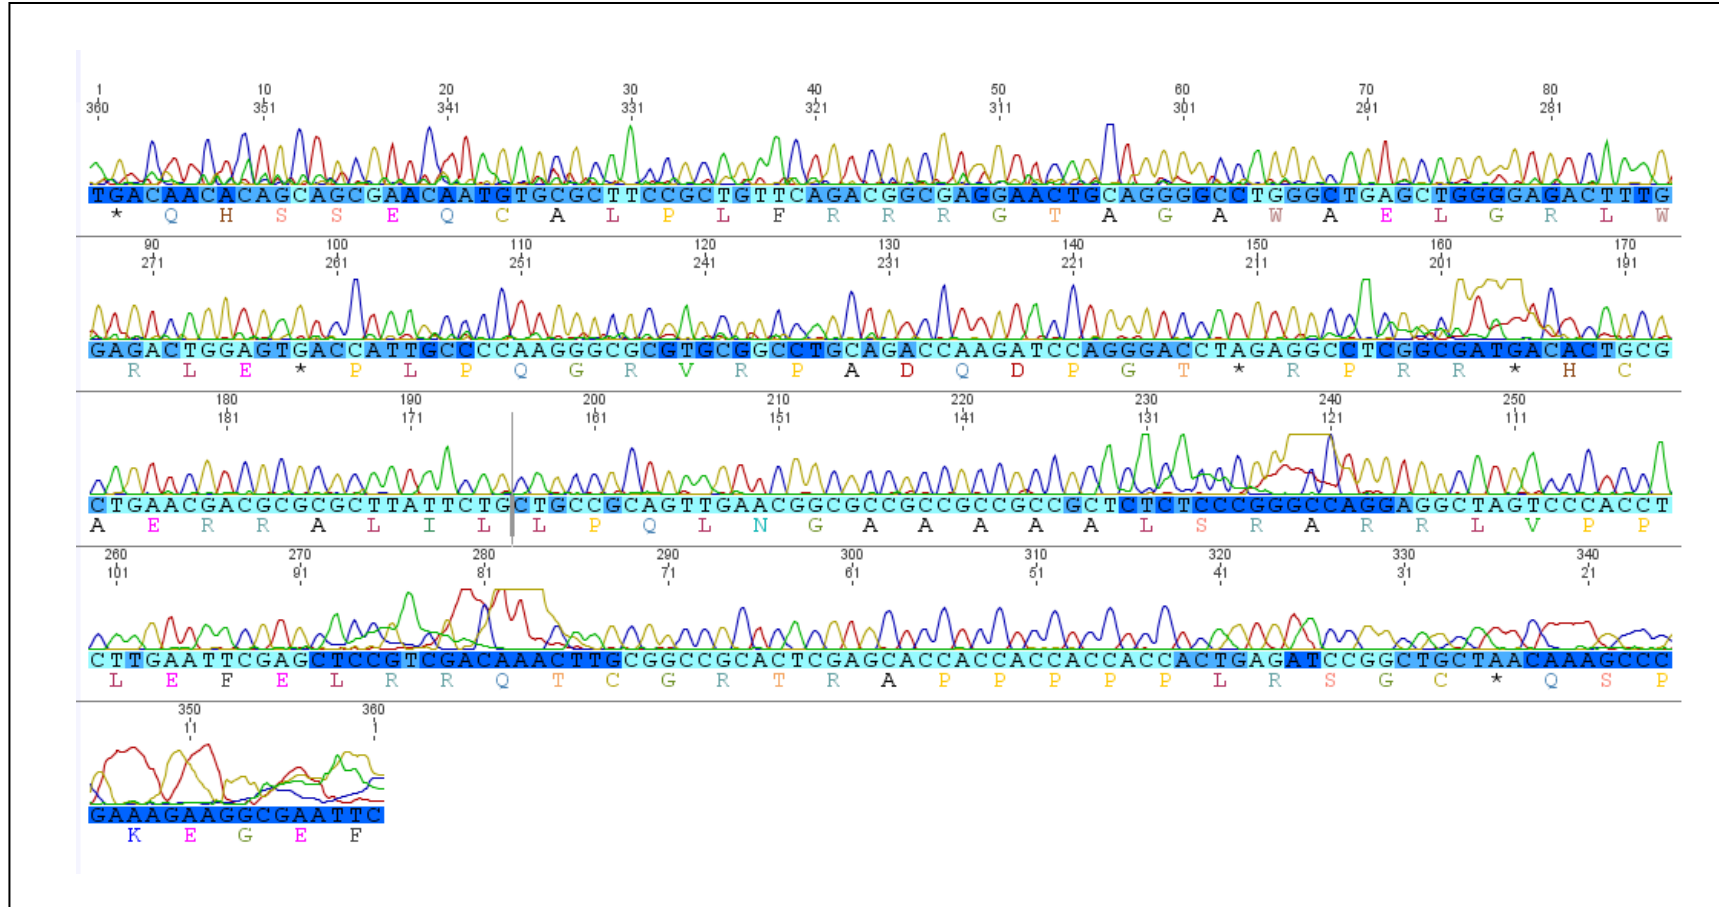 1 10 20 30 40 50 60 70 80
360 351 341 331 321 311 301 291 281
TGACAACACAGCAGCGAACAATGTGCGCTTCCGCTGTTCAGACGGCGAGGAACTGCAGGGGCCTGGGCTGAGCTGGGGAGACTTTG
* Q H S S E Q C A L P L F R R R G T A G A W A E L G R L W
90 100 110 120 130 140 150 160 170
271 261 251 241 231 221 211 201 191
GAGACTGGAGTGACCATTGCCCCAAGGGCGCGTGCGGCCTGCAGACCAAGATCCAGGGACCTAGAGGCCTCGGCGATGACACTGCG
R L E * P L P Q G R V R P A D Q D P G T * R P R R * H C
180 190 200 210 220 230 240 250
181 171 161 151 141 131 121 111
CTGAACGACGCGCGCTTATTCTGCTGCCGCAGTTGAACGGCGCCGCCGCCGCCGCTCTCTCCCGGGCCAGGAGGCTAGTCCCACCT
A E R R A L I L L P Q L N G A A A A A L S R A R R L V P P
260 270 280 290 300 310 320 330 340
101 91 81 71 61 51 41 31 21
CTTGAATTCGAGCTCCGTCGACAAACTTGCGGCCGCACTCGAGCACCACCACCACCACCACTGAGATCCGGCTGCTAACAAAGCCC
L E F E L R R Q T C G R T R A P P P P P L R S G C * Q S P
350 360
11 1
GAAAGAAGGCGAATTC
K E G E F